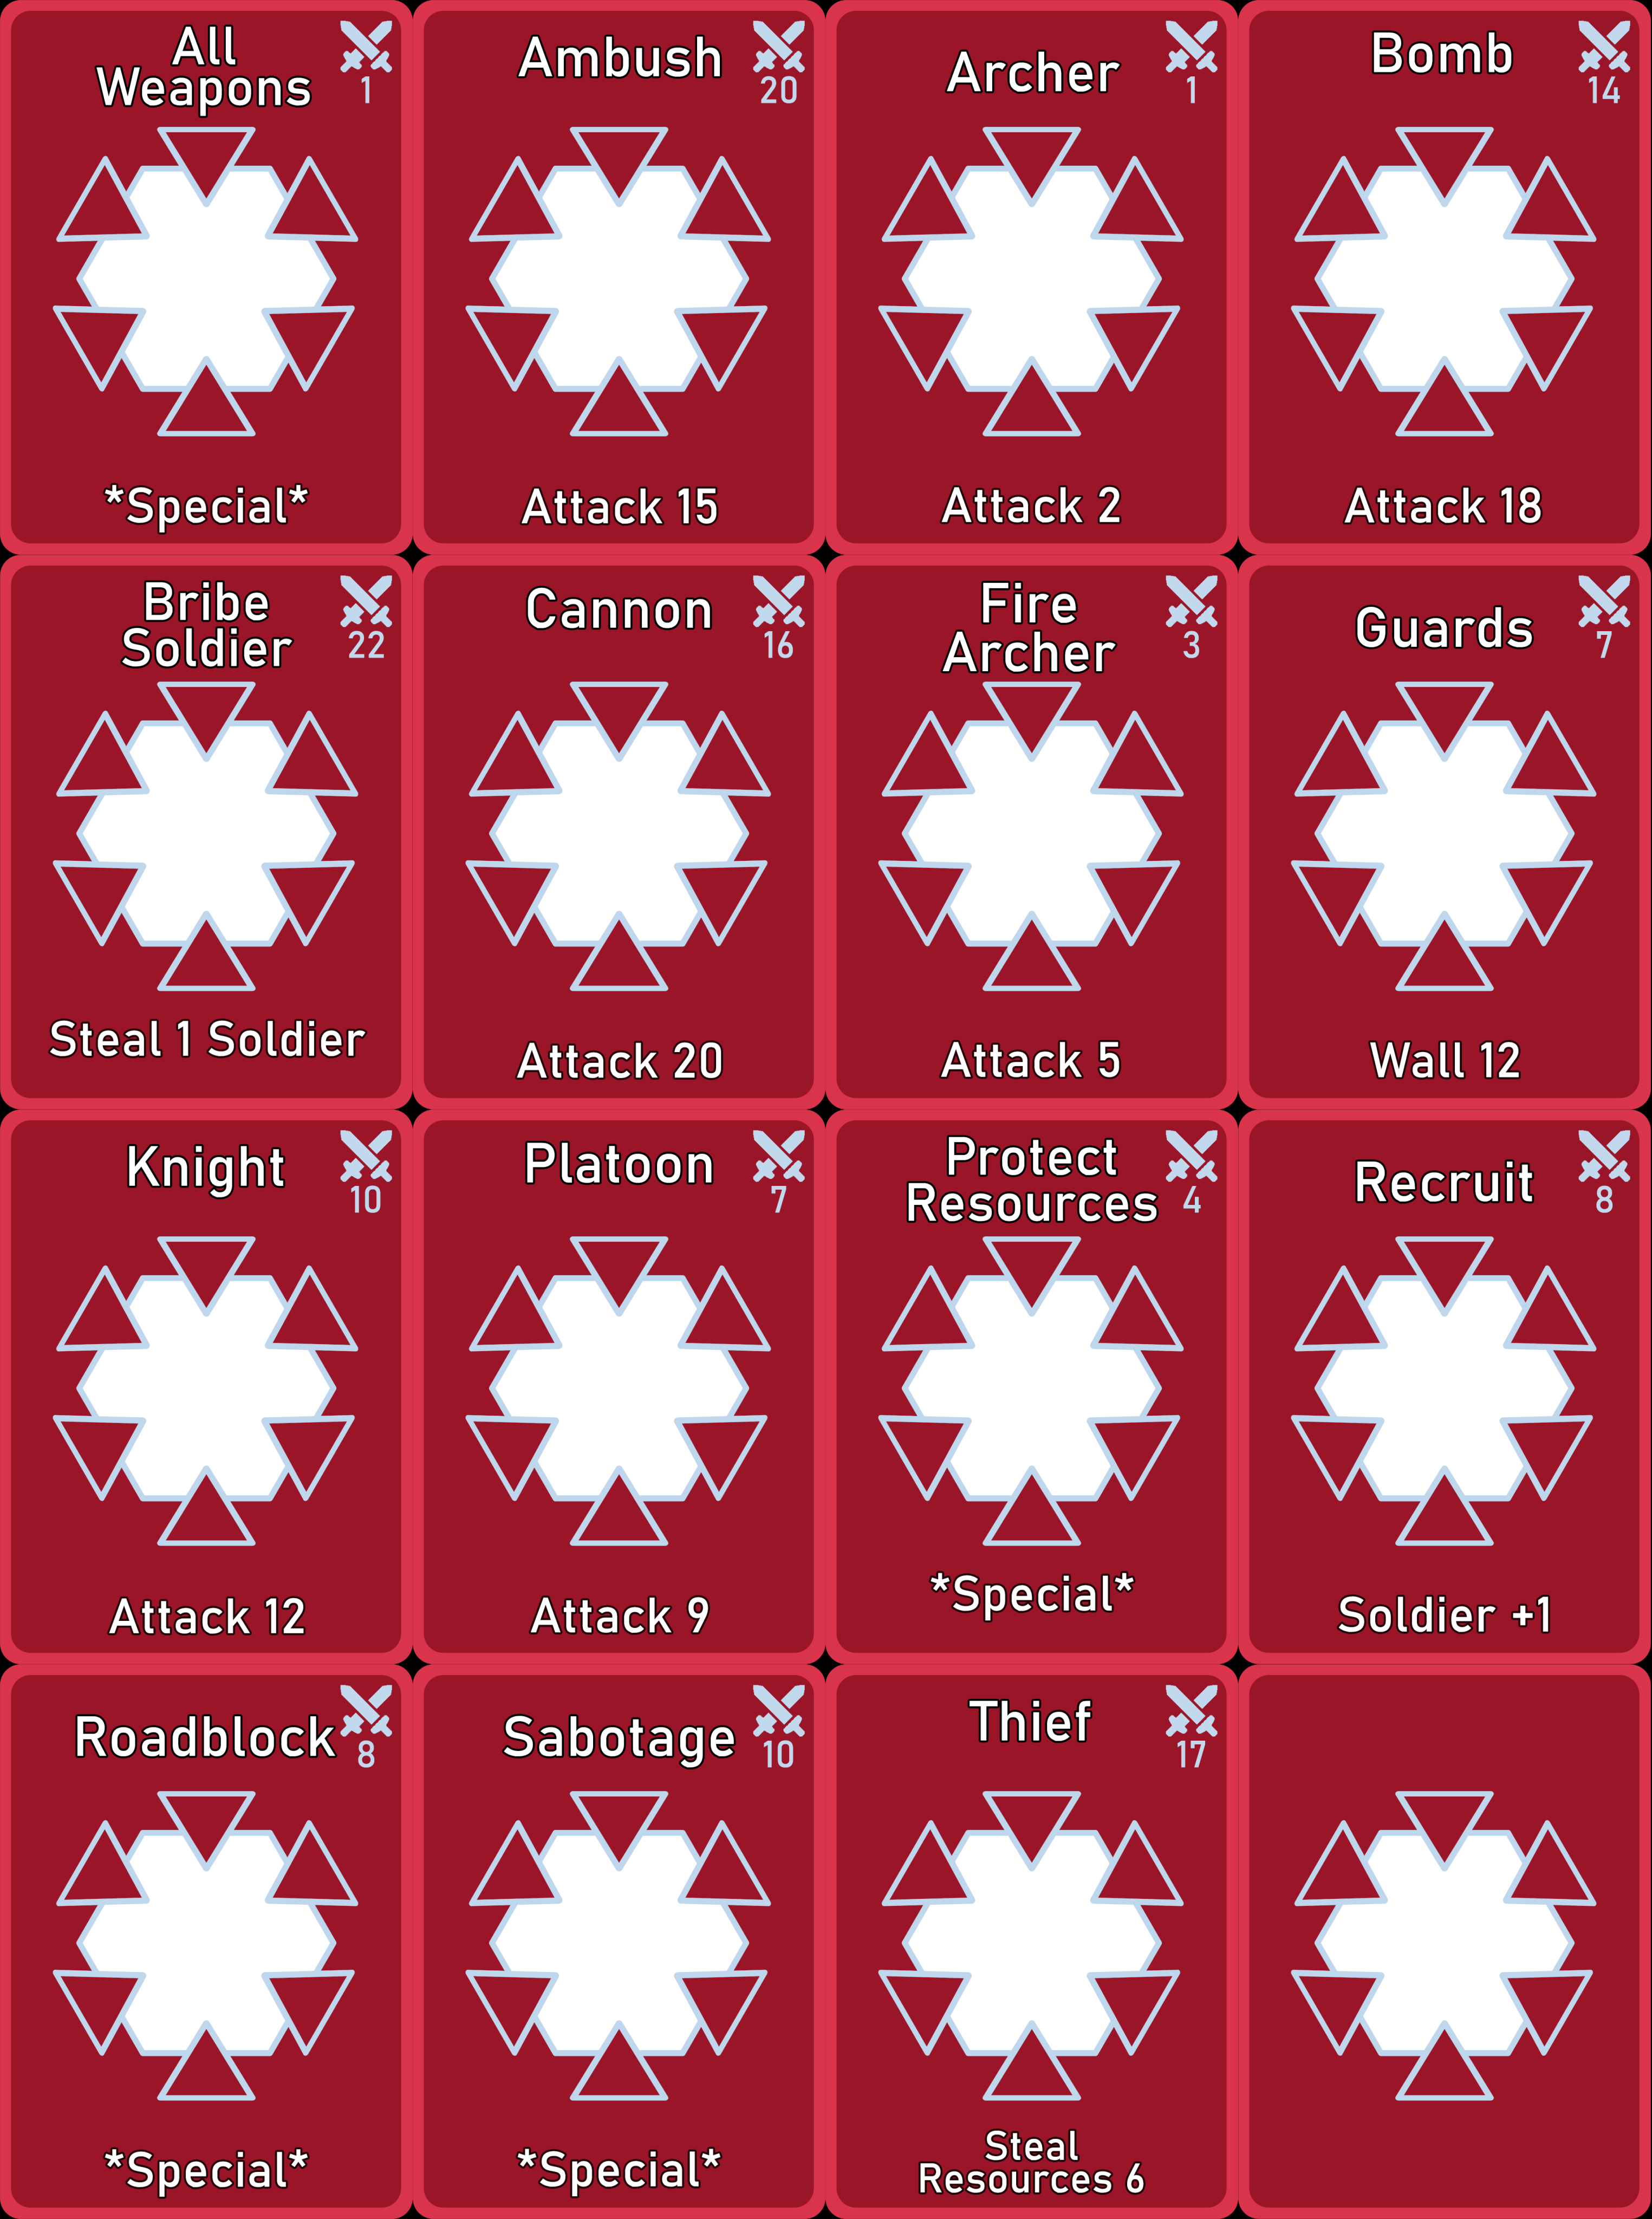 All
Weapons
1
*Special*
Ambush
20
Attack 15
Archer
1
Attack 2
Bomb
14
Attack 18
Bribe
Soldier
22
Steal 1 Soldier
Cannon
16
Attack 20
Fire
Archer
3
Attack 5
Guards
7
Wall 12
Knight
10
Attack 12
Platoon
7
Attack 9
Protect
Resources
4
*Special*
Recruit
8
Soldier +1
Roadblock
8
*Special*
Sabotage
10
*Special*
Thief
17
Steal
Resources 6